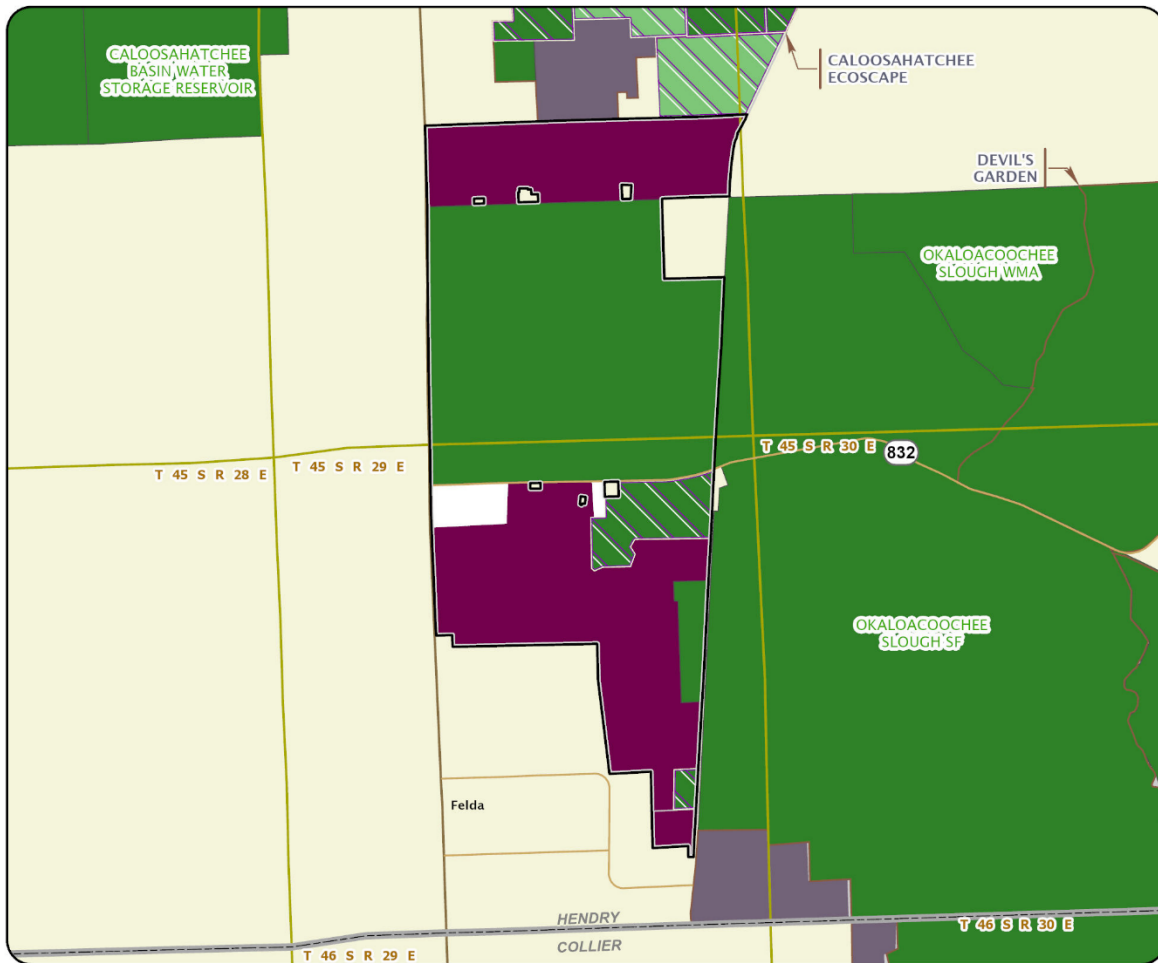 CALOOSAHATCHEE
BASIN WATER
STORAGE RESERVOIR
CALOOSAHATCHEE
ECOSCAPE
DEVIL'S
GARDEN
OKALOACOOCHEE
SLOUGH WMA
T 45 S R 28 E
T 45 S R 29 E
T 45 S R 30 E
832
OKALOACOOCHEE
SLOUGH SF
Felda
HENDRY
COLLIER
T 46 S R 29 E
T 46 S R 30 E